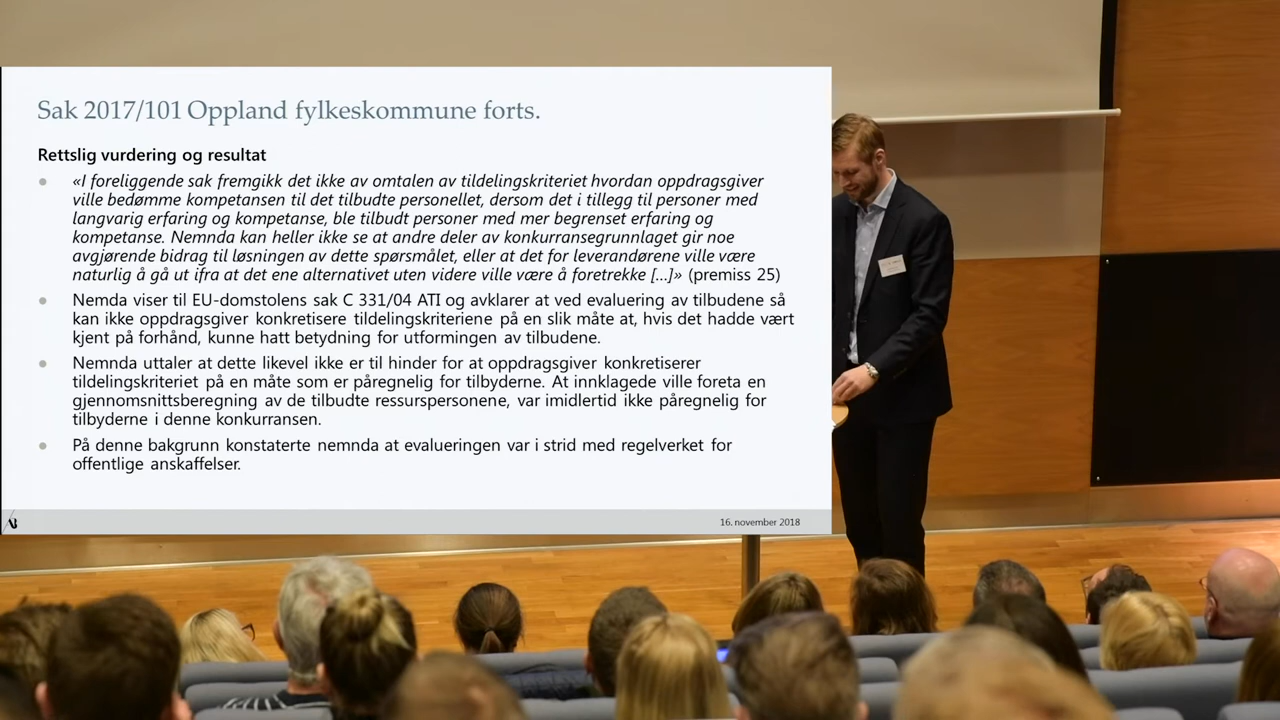 Sak 2017/101 Oppland fylkeskommune forts.
Rettslig vurdering og resultat
«I foreliggende sak fremgikk det ikke av omtalen av tildelingskriteriet hvordan oppdragsgiver
ville bedømme kompetansen til det tilbudte personellet, dersom det i tillegg til personer med
langvarig erfaring og kompetanse, ble tilbudt personer med mer begrenset erfaring og
kompetanse. Nemnda kan heller ikke se at andre deler av konkurransegrunnlaget gir noe
avgjørende bidrag til løsningen av dette spørsmålet, eller at det for leverandørene ville være
naturlig å gå ut ifra at det ene alternativet uten videre ville være å foretrekke [...]» (premiss 25)
Nemda viser til EU-domstolens sak C 331/04 ATI og avklarer at ved evaluering av tilbudene så
kan ikke oppdragsgiver konkretisere tildelingskriteriene på en slik måte at, hvis det hadde vært
kjent på forhånd, kunne hatt betydning for utformingen av tilbudene.
Nemnda uttaler at dette likevel ikke er til hinder for at oppdragsgiver konkretiserer
tildelingskriteriet på en måte som er påregnelig for tilbyderne. At innklagede ville foreta en
gjennomsnittsberegning av de tilbudte ressurspersonene, var imidlertid ikke påregnelig for
tilbyderne i denne konkurransen.
På denne bakgrunn konstaterte nemnda at evalueringen var i strid med regelverket for
offentlige anskaffelser.
16. november 2018